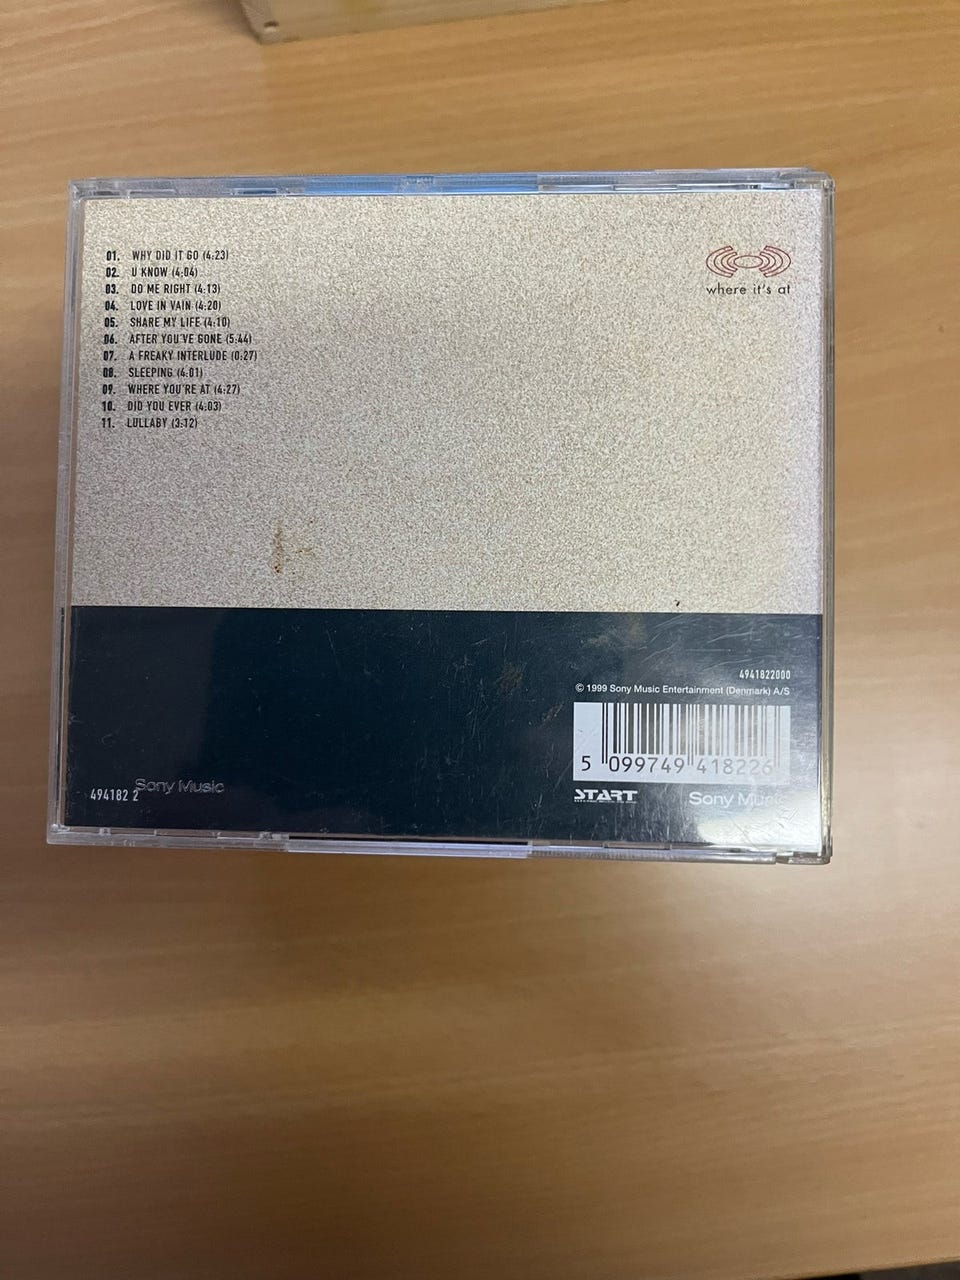 01. WHY DID IT GO (4:23)
02. U KNOW (4:04)
03. DO ME RIGHT (4:13)
04. LOVE IN VAIN (4:20)
05. SHARE MY LIFE (4:10)
06. AFTER YOU'VE GONE (5:44)
07. A FREAKY INTERLUDE (0:27)
08. SLEEPING (4:01)
09. WHERE YOU'RE AT (4:27)
10. DID YOU EVER (4:03)
11. LULLABY (3:12)
where it's at
4941822000
© 1999 Sony Music Entertainment (Denmark) A/S
5 099749 418226
START
Sony Music
Sony Music
494182 2